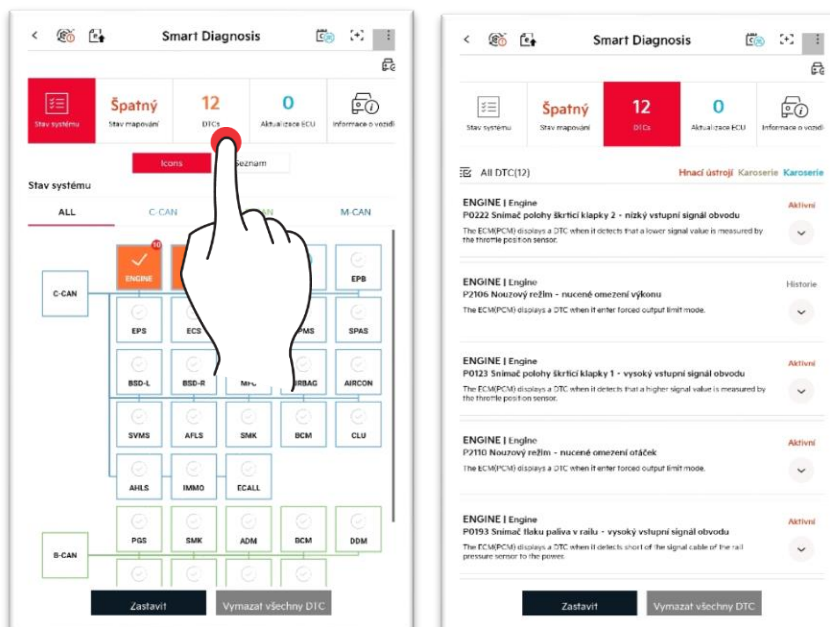 Smart Diagnosis
Stav systému
Špatný
Stav mapování
12
DTCs
0
Aktualizace ECU
Informace o vozidl
Icons
Seznam
Stav systému
ALL
C-CAN
M-CAN
C-CAN
10
ENGINE
EPB
EPS
ECS
SPAS
BSD-L
BSD-R
AIRCON
SVMS
AFLS
SMK
BCM
CLU
AHLS
IMMO
ECALL
B-CAN
PGS
SMK
ADM
BCM
DDM
Zastavit
Vymazat všechny DTC
Smart Diagnosis
Stav systému
Špatný
Stav mapování
12
DTCs
0
Aktualizace ECU
Informace o vozidl
All DTC(12)
Hnací ústrojí Karoserie Karoserie
ENGINE | Engine
Aktivní
P0222 Snímač polohy škrticí klapky 2 - nízký vstupní signál obvodu
The ECM(PCM) displays a DTC when it detects that a lower signal value is measured by
the throttle position sensor.
ENGINE | Engine
Historie
P2106 Nouzový režim - nucené omezení výkonu
The ECM(PCM) displays a DTC when it enter forced output limit mode.
ENGINE | Engine
Aktivní
P0123 Snímač polohy škrticí klapky 1 - vysoký vstupní signál obvodu
The ECM(PCM) displays a DTC when it detects that a higher signal value is measured by
the throttle position sensor.
ENGINE | Engine
Aktivní
P2110 Nouzový režim - nucené omezení otáček
The ECM(PCM) displays a DTC when it enter forced output limit mode.
ENGINE | Engine
Aktivní
P0193 Snímač tlaku paliva v railu - vysoký vstupní signál obvodu
The ECM(PCM) displays a DTC when it detects short of the signal cable of the rail
pressure sensor to the power.
Zastavit
Vymazat všechny DTC